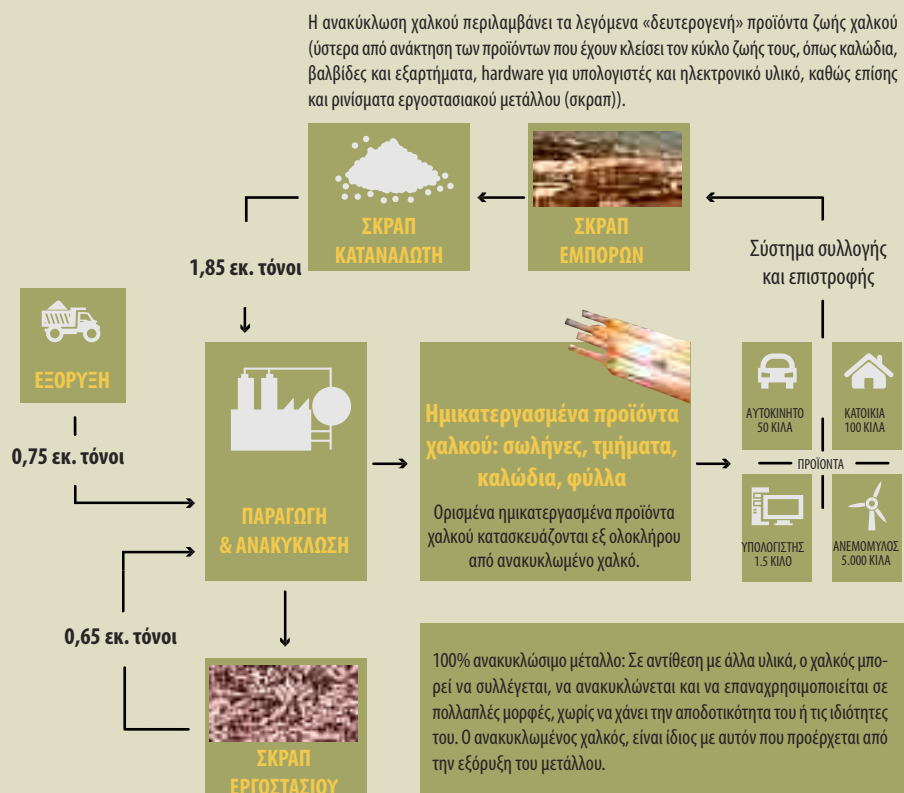 Η ανακύκλωση χαλκού περιλαμβάνει τα λεγόμενα «δευτερογενή» προϊόντα ζωής χαλκού
(ύστερα από ανάκτηση των προϊόντων που έχουν κλείσει τον κύκλο ζωής τους, όπως καλώδια,
βαλβίδες και εξαρτήματα, hardware για υπολογιστές και ηλεκτρονικό υλικό, καθώς επίσης
και ρινίσματα εργοστασιακού μετάλλου (σκραπ)).
ΣΚΡΑΠ
ΚΑΤΑΝΑΛΩΤΗ
ΣΚΡΑΠ
ΕΜΠΟΡΩΝ
Σύστημα συλλογής
και επιστροφής
1,85 εκ. τόνοι
ΕΞΟΡΥΞΗ
0,75 εκ. τόνοι
ΠΑΡΑΓΩΓΗ
& ΑΝΑΚΥΚΛΩΣΗ
Ημικατεργασμένα προϊόντα
χαλκού: σωλήνες, τμήματα,
καλώδια, φύλλα
Ορισμένα ημικατεργασμένα προϊόντα
χαλκού κατασκευάζονται εξ ολοκλήρου
από ανακυκλωμένο χαλκό.
ΑΥΤΟΚΙΝΗΤΟ
50 ΚΙΛΑ
ΚΑΤΟΙΚΙΑ
100 ΚΙΛΑ
ΠΡΟΪΟΝΤΑ
ΥΠΟΛΟΓΙΣΤΗΣ
1.5 ΚΙΛΟ
ΑΝΕΜΟΜΥΛΟΣ
5.000 ΚΙΛΑ
0,65 εκ. τόνοι
ΣΚΡΑΠ
ΕΡΓΟΣΤΑΣΙΟΥ
100% ανακυκλώσιμο μέταλλο: Σε αντίθεση με άλλα υλικά, ο χαλκός μπο-
ρεί να συλλέγεται, να ανακυκλώνεται και να επαναχρησιμοποιείται σε
πολλαπλές μορφές, χωρίς να χάνει την αποδοτικότητα του ή τις ιδιότητες
του. Ο ανακυκλωμένος χαλκός, είναι ίδιος με αυτόν που προέρχεται από
την εξόρυξη του μετάλλου.